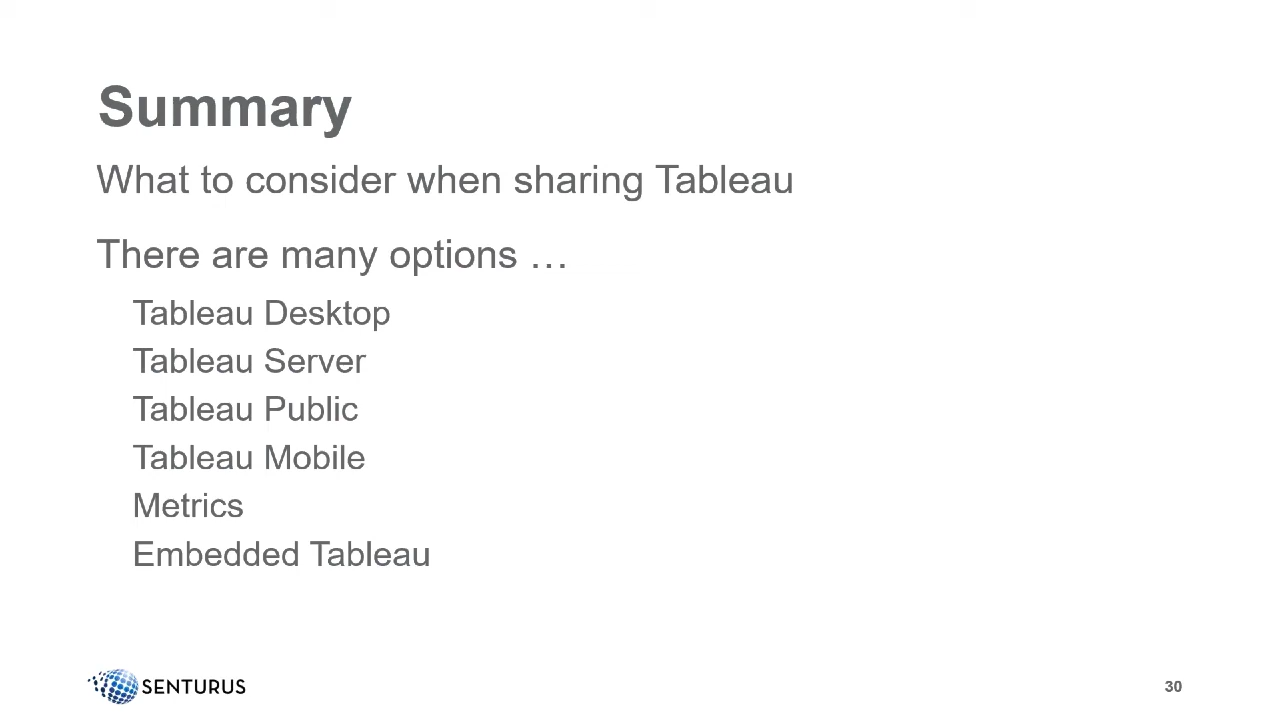 Summary
What to consider when sharing Tableau
There are many options …
Tableau Desktop
Tableau Server
Tableau Public
Tableau Mobile
Metrics
Embedded Tableau
SENTURUS
30